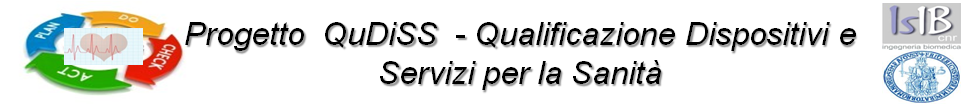 PLAN
DO
CHECK
ACT
Progetto QuDiSS - Qualificazione Dispositivi e
Servizi per la Sanità
IsIB
cnr
ingegneria biomedica